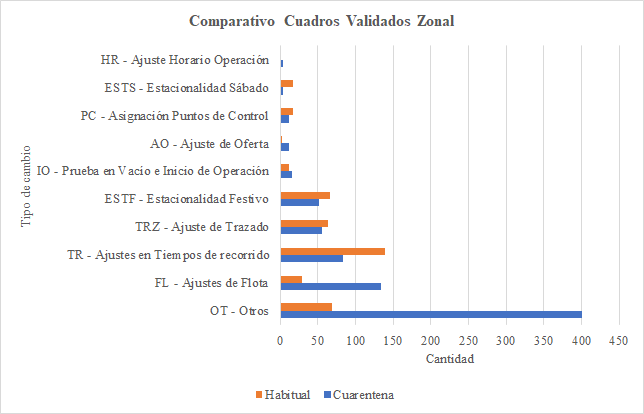 Comparativo Cuadros Validados Zonal
Tipo de cambio
HR - Ajuste Horario Operación
ESTS - Estacionalidad Sábado
PC - Asignación Puntos de Control
AO - Ajuste de Oferta
IO - Prueba en Vacío e Inicio de Operación
ESTF - Estacionalidad Festivo
TRZ - Ajuste de Trazado
TR - Ajustes en Tiempos de recorrido
FL - Ajustes de Flota
OT - Otros
0 50 100 150 200 250 300 350 400 450
Cantidad
Habitual Cuarentena